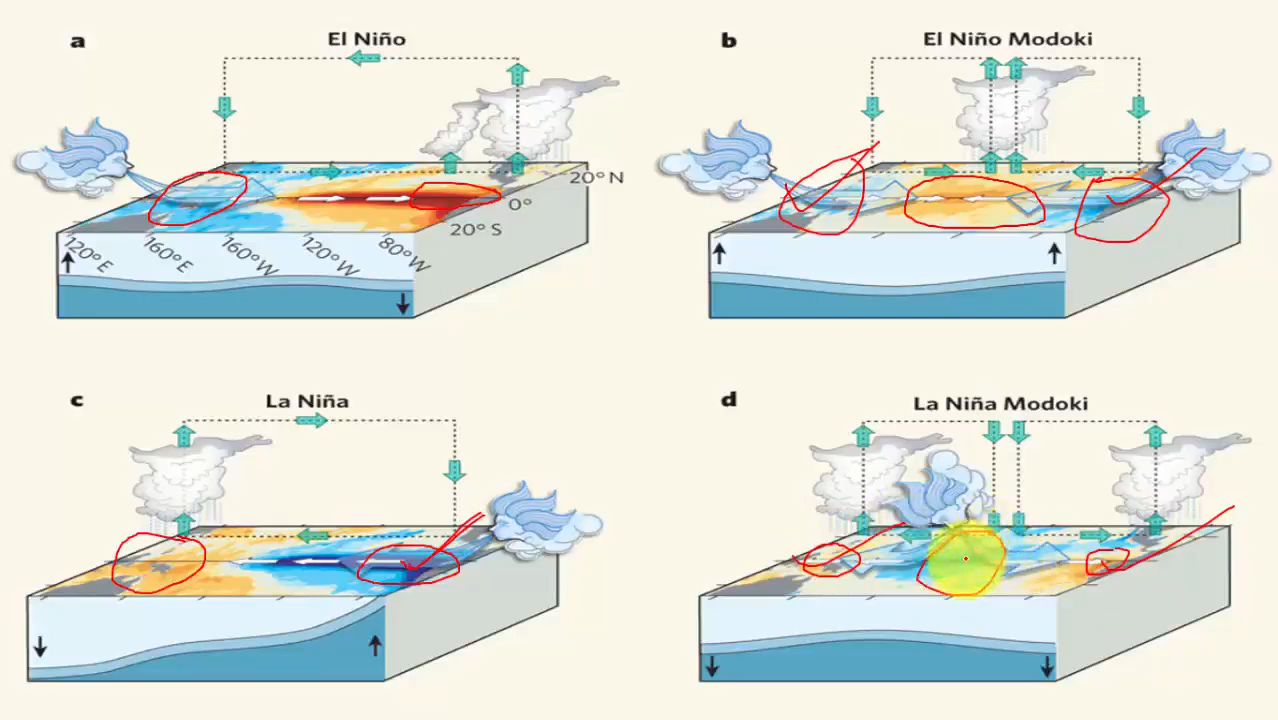 a
El Niño
20° N
0°
20° S
120° E
160° E
160° W
120° W
80° W
b
El Niño Modoki
c
La Niña
d
La Niña Modoki